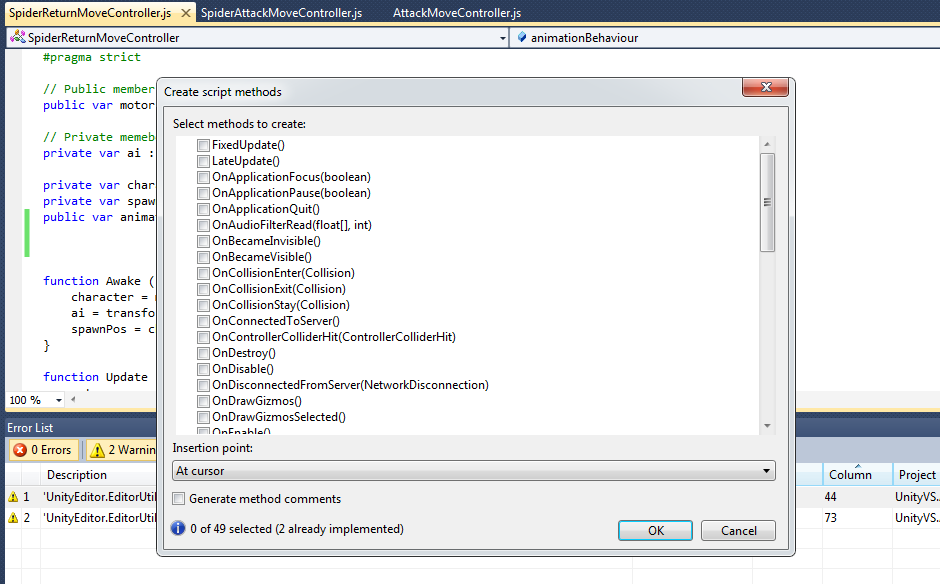 SpiderReturnMoveController.js SpiderAttackMoveController.js AttackMoveController.js
SpiderReturnMoveController animationBehaviour
#pragma strict
// Public member
public var motor
// Private memeb
private var ai :
private var char
private var spaw
public var anima
function Awake (
character =
ai = transfo
spawnPos = c
}
function Update
100 %
Create script methods
Select methods to create:
FixedUpdate()
LateUpdate()
OnApplicationFocus(boolean)
OnApplicationPause(boolean)
OnApplicationQuit()
OnAudioFilterRead(float[], int)
OnBecameInvisible()
OnBecameVisible()
OnCollisionEnter(Collision)
OnCollisionExit(Collision)
OnCollisionStay(Collision)
OnConnectedToServer()
OnControllerColliderHit(ControllerColliderHit)
OnDestroy()
OnDisable()
OnDisconnectedFromServer(NetworkDisconnection)
OnDrawGizmos()
OnDrawGizmosSelected()
OnEnable()
Insertion point:
At cursor
Generate method comments
0 of 49 selected (2 already implemented)
OK Cancel
Error List
0 Errors 2 Warnin
Description Column Project
1 'UnityEditor.EditorUti 44 UnityVS..
2 'UnityEditor.EditorUti 73 UnityVS..